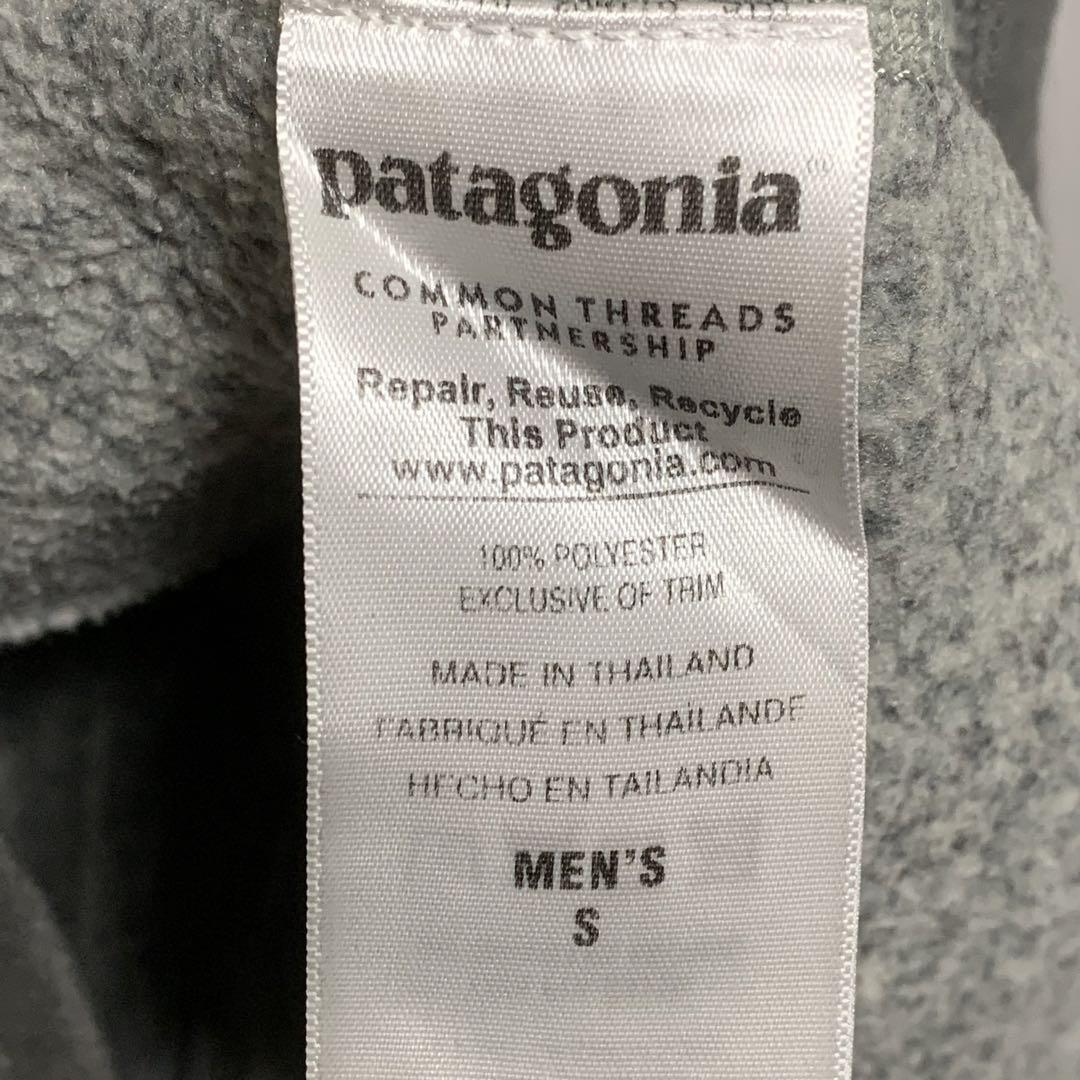 patagonia
COMMON THREADS
PARTNERSHIP
Repair, Reuse, Recycle
This Product
www.patagonia.com
100% POLYESTER
EXCLUSIVE OF TRIM
MADE IN THAILAND
FABRIQUÉ EN THAÏLANDE
HECHO EN TAILANDIA
MEN'S
S